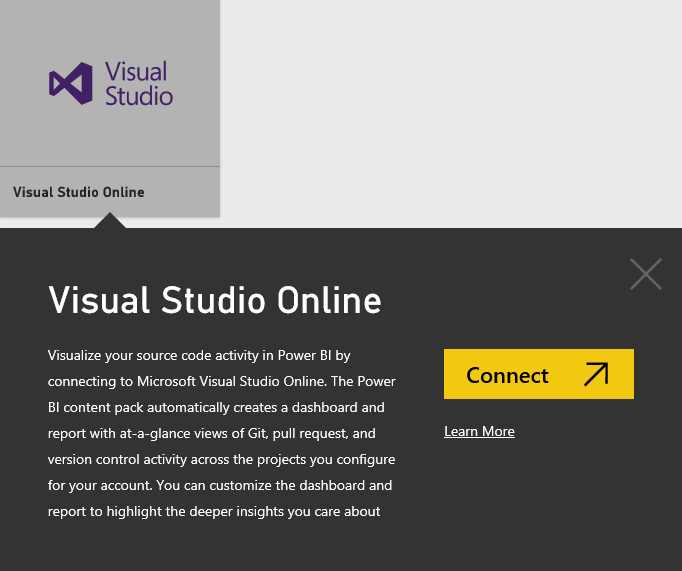 Visual
Studio
Visual Studio Online
Visual Studio Online
Visualize your source code activity in Power BI by
connecting to Microsoft Visual Studio Online. The Power
BI content pack automatically creates a dashboard and
report with at-a-glance views of Git, pull request, and
version control activity across the projects you configure
for your account. You can customize the dashboard and
report to highlight the deeper insights you care about
Connect
Learn More